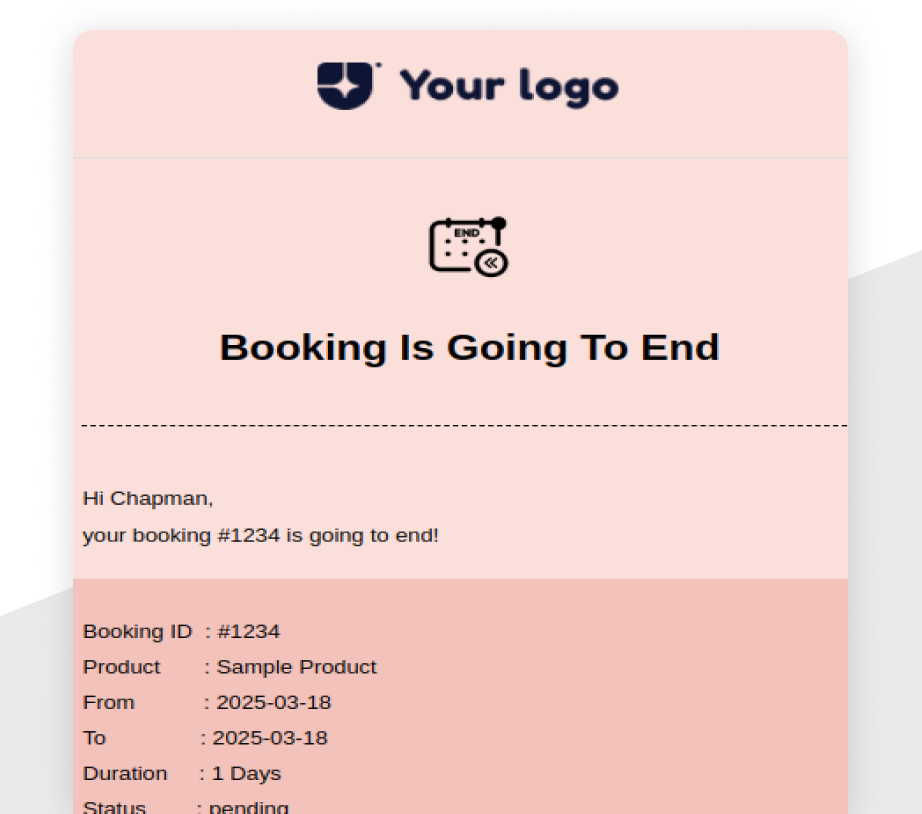 Your logo
END
Booking Is Going To End
Hi Chapman,
your booking #1234 is going to end!
Booking ID : #1234
Product : Sample Product
From : 2025-03-18
To : 2025-03-18
Duration : 1 Days
Status : pending